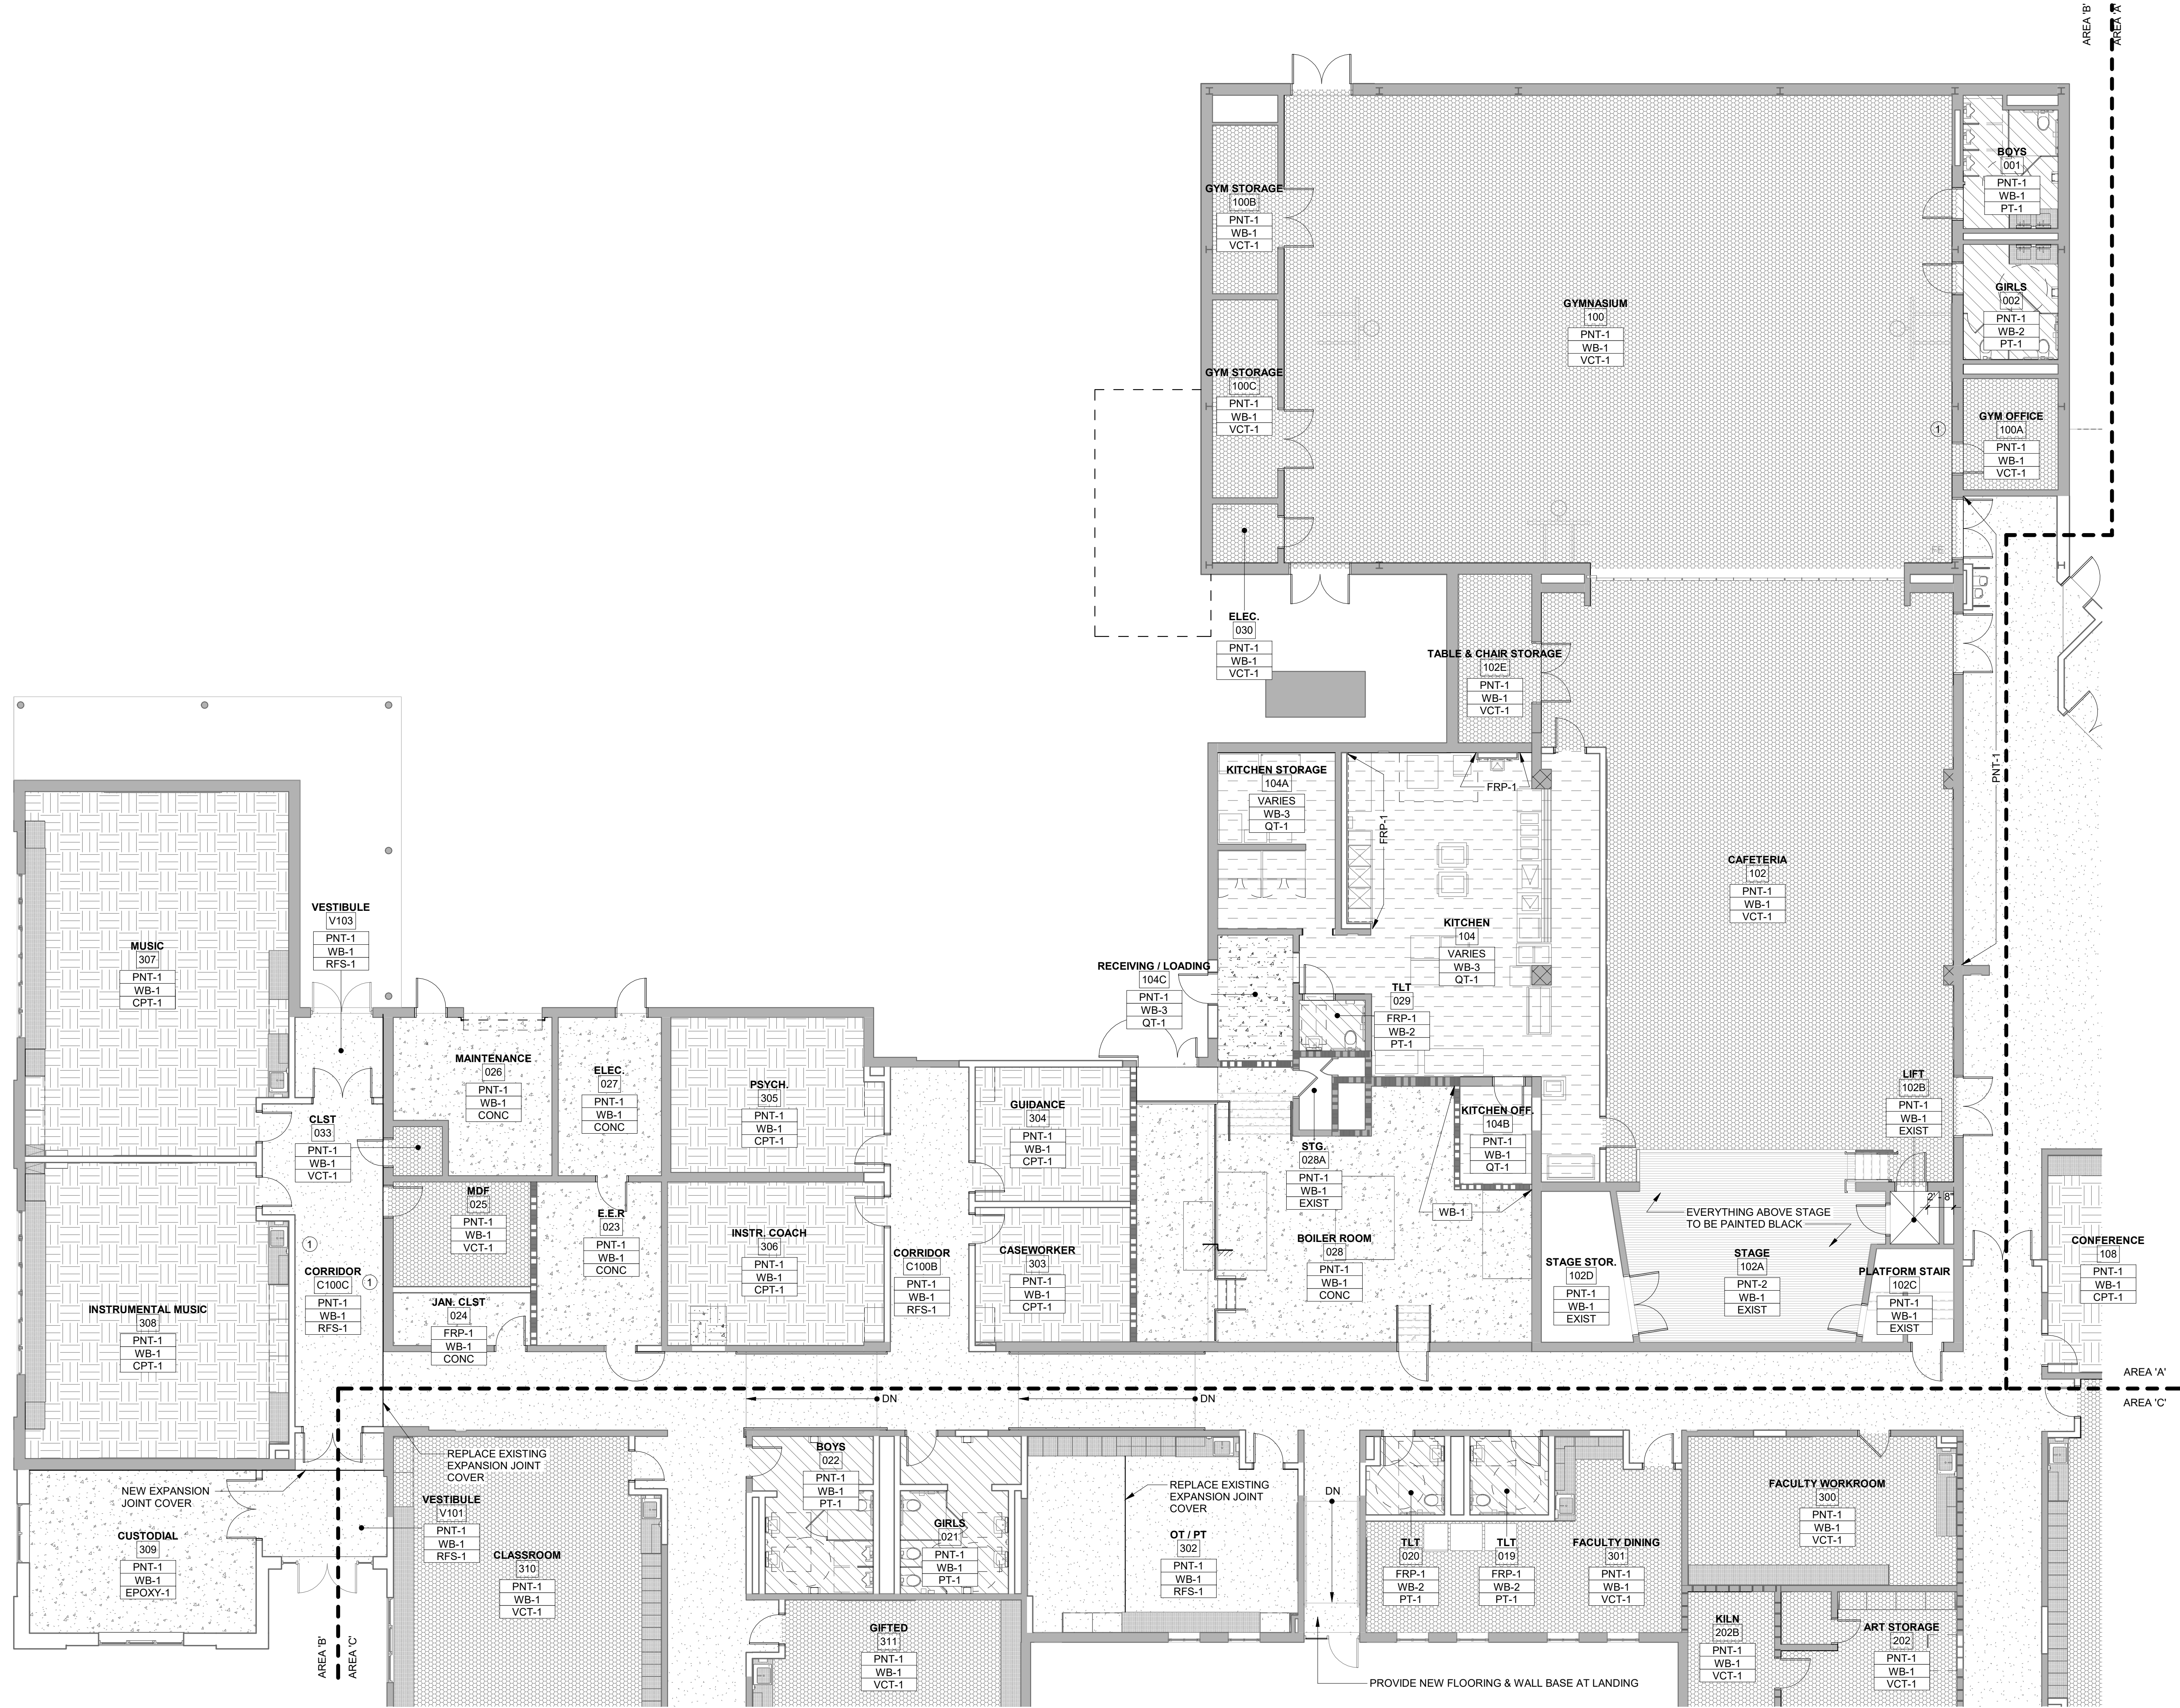 AREA 'B'
AREA 'A'
BOYS
001
PNT-1
WB-1
PT-1
GYM STORAGE
100B
PNT-1
WB-1
VCT-1
GIRLS
002
PNT-1
WB-2
PT-1
GYMNASIUM
100
PNT-1
WB-1
VCT-1
GYM STORAGE
100C
PNT-1
WB-1
VCT-1
GYM OFFICE
100A
PNT-1
WB-1
VCT-1
1
FE
ELEC.
030
PNT-1
WB-1
VCT-1
TABLE & CHAIR STORAGE
102E
PNT-1
WB-1
VCT-1
PNT-1
KITCHEN STORAGE
104A
VARIES
WB-3
QT-1
FRP-1
FRP-1
CAFETERIA
102
PNT-1
WB-1
VCT-1
VESTIBULE
V103
PNT-1
WB-1
RFS-1
MUSIC
307
PNT-1
WB-1
CPT-1
KITCHEN
104
VARIES
WB-3
QT-1
RECEIVING / LOADING
104C
PNT-1
WB-3
QT-1
TLT
029
FRP-1
WB-2
PT-1
MAINTENANCE
026
PNT-1
WB-1
CONC
ELEC.
027
PNT-1
WB-1
CONC
PSYCH.
305
PNT-1
WB-1
CPT-1
GUIDANCE
304
PNT-1
WB-1
CPT-1
LIFT
102B
PNT-1
WB-1
EXIST
KITCHEN OFF.
104B
PNT-1
WB-1
QT-1
CLST
033
PNT-1
WB-1
VCT-1
STG.
028A
PNT-1
WB-1
EXIST
MDF
025
PNT-1
WB-1
VCT-1
E.E.R
023
PNT-1
WB-1
CONC
WB-1
2' - 8"
EVERYTHING ABOVE STAGE
TO BE PAINTED BLACK
INSTR. COACH
306
PNT-1
WB-1
CPT-1
CORRIDOR
C100B
PNT-1
WB-1
RFS-1
CASEWORKER
303
PNT-1
WB-1
CPT-1
BOILER ROOM
028
PNT-1
WB-1
CONC
STAGE STOR.
102D
PNT-1
WB-1
EXIST
STAGE
102A
PNT-2
WB-1
EXIST
PLATFORM STAIR
102C
PNT-1
WB-1
EXIST
CONFERENCE
108
PNT-1
WB-1
CPT-1
1
CORRIDOR
C100C
1
PNT-1
WB-1
RFS-1
INSTRUMENTAL MUSIC
308
PNT-1
WB-1
CPT-1
JAN. CLST
024
FRP-1
WB-1
CONC
AREA 'A'
AREA 'C'
DN
DN
REPLACE EXISTING
EXPANSION JOINT
COVER
NEW EXPANSION
JOINT COVER
BOYS
022
PNT-1
WB-1
PT-1
REPLACE EXISTING
EXPANSION JOINT
COVER
DN
FACULTY WORKROOM
300
PNT-1
WB-1
VCT-1
VESTIBULE
V101
PNT-1
WB-1
RFS-1
CUSTODIAL
309
PNT-1
WB-1
EPOXY-1
CLASSROOM
310
PNT-1
WB-1
VCT-1
GIRLS
021
PNT-1
WB-1
PT-1
OT / PT
302
PNT-1
WB-1
RFS-1
TLT
020
FRP-1
WB-2
PT-1
TLT
019
FRP-1
WB-2
PT-1
FACULTY DINING
301
PNT-1
WB-1
VCT-1
AREA 'B'
AREA 'C'
GIFTED
311
PNT-1
WB-1
VCT-1
KILN
202B
PNT-1
WB-1
VCT-1
ART STORAGE
202
PNT-1
WB-1
VCT-1
PROVIDE NEW FLOORING & WALL BASE AT LANDING